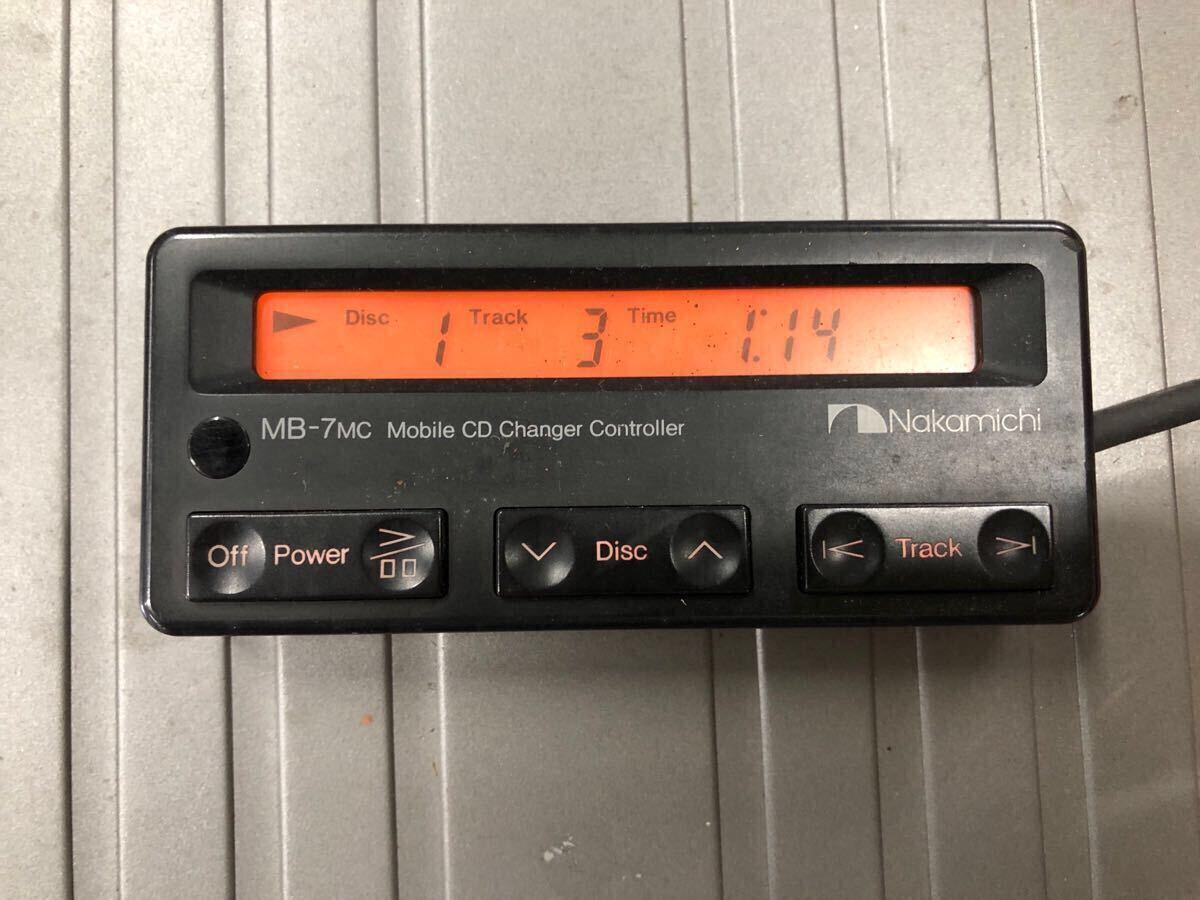 Disc 1 Track 3 Time 1:14
MB-7MC Mobile CD Changer Controller Nakamichi
Off Power Disc Track